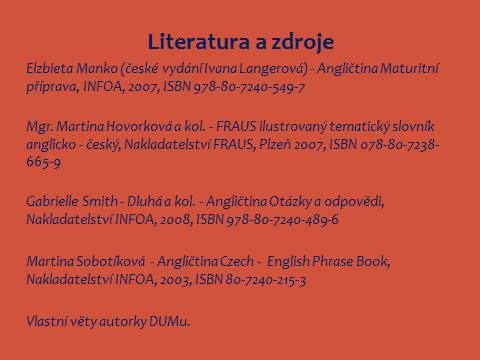 Literatura a zdroje
Elzbieta Manko (české vydání Ivana Langerová) - Angličtina Maturitní
příprava, INFOA, 2007, ISBN 978-80-7240-549-7
Mgr. Martina Hovorková a kol. - FRAUS ilustrovaný tematický slovník
anglicko - český, Nakladatelství FRAUS, Plzeň 2007, ISBN 078-80-7238-
665-9
Gabrielle Smith - Dluhá a kol. - Angličtina Otázky a odpovědi,
Nakladatelství INFOA, 2008, ISBN 978-80-7240-489-6
Martina Sobotíková - Angličtina Czech - English Phrase Book,
Nakladatelství INFOA, 2003, ISBN 80-7240-215-3
Vlastní věty autorky DUMu.